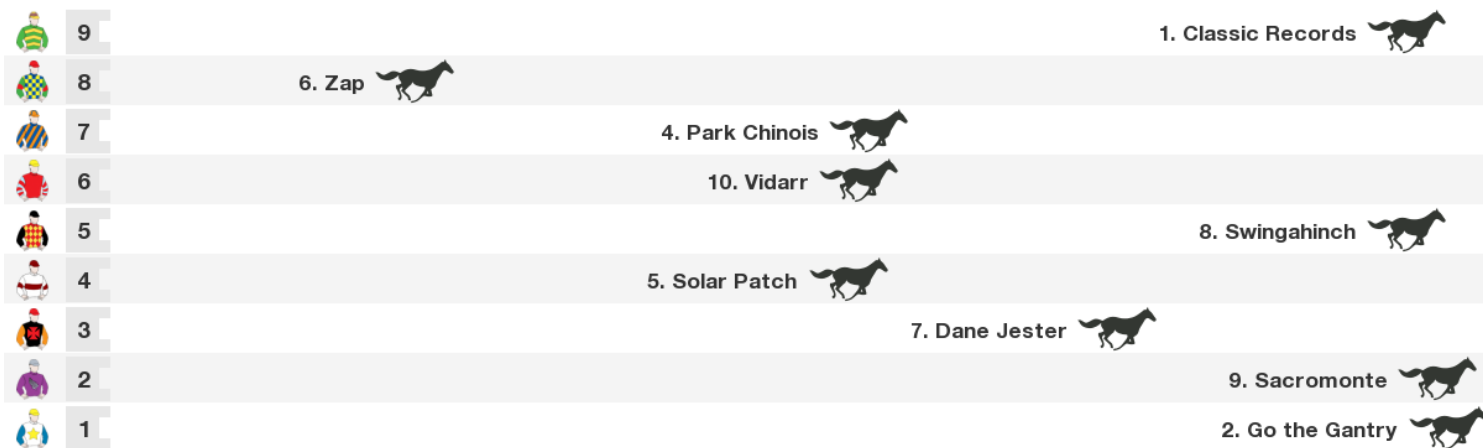 9 1. Classic Records
8 6. Zap
7 4. Park Chinois
6 10. Vidarr
5 8. Swingahinch
4 5. Solar Patch
3 7. Dane Jester
2 9. Sacromonte
1 2. Go the Gantry